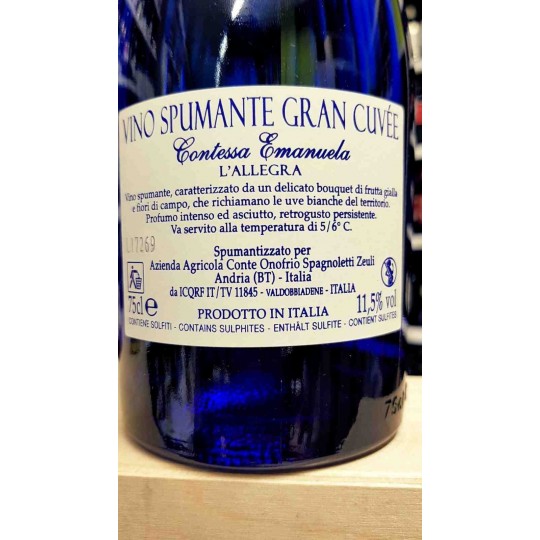 VINO SPUMANTE GRAN CUVÉE
Contessa Emanuela
L'ALLEGRA
Vino spumante, caratterizzato da un delicato bouquet di frutta gialla
e fiori di campo, che richiamano le uve bianche del territorio.
Profumo intenso ed asciutto, retrogusto persistente.
Va servito alla temperatura di 5/6° C.
L17269
Spumantizzato per
Azienda Agricola Conte Onofrio Spagnoletti Zeuli
Andria (BT) - Italia
da ICQRF IT/TV 11845 - VALDOBBIADENE - ITALIA
75cl e
11,5% vol
PRODOTTO IN ITALIA
CONTIENE SOLFITI - CONTAINS SULPHITES - ENTHÄLT SULFITE - CONTIENT SULFITES